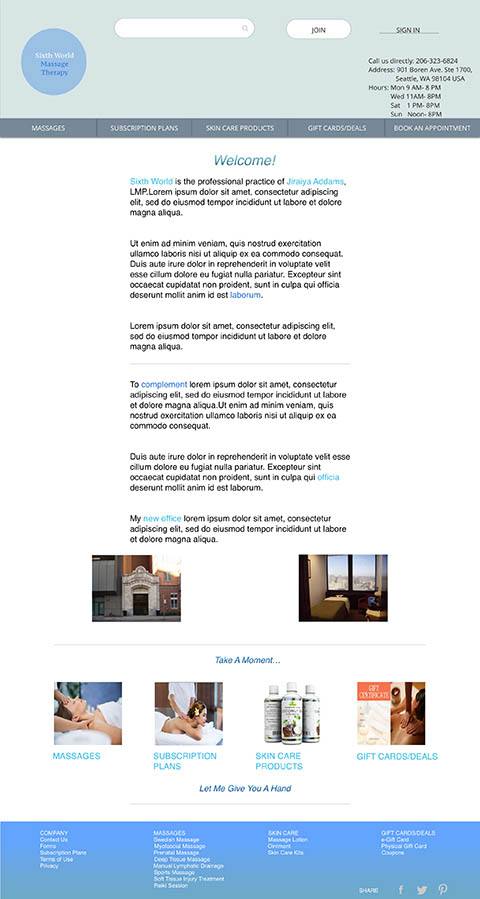 JOIN
SIGN IN
Sixth World
Massage
Therapy
Call us directly: 206-323-6824
Address: 901 Boren Ave. Ste 1700,
Seattle, WA 98104 USA
Hours: Mon 9 AM- 8 PM
Wed 11AM- 8PM
Sat 1 PM- 8PM
Sun Noon- 8PM
MASSAGES
SUBSCRIPTION PLANS
SKIN CARE PRODUCTS
GIFT CARDS/DEALS
BOOK AN APPOINTMENT
Welcome!
Sixth World is the professional practice of Jiraiya Addams,
LMP.Lorem ipsum dolor sit amet, consectetur adipiscing
elit, sed do eiusmod tempor incididunt ut labore et dolore
magna aliqua.
Ut enim ad minim veniam, quis nostrud exercitation
ullamco laboris nisi ut aliquip ex ea commodo consequat.
Duis aute irure dolor in reprehenderit in voluptate velit
esse cillum dolore eu fugiat nulla pariatur. Excepteur sint
occaecat cupidatat non proident, sunt in culpa qui officia
deserunt mollit anim id est laborum.
Lorem ipsum dolor sit amet, consectetur adipiscing
elit, sed do eiusmod tempor incididunt ut labore et dolore
magna aliqua.
To complement lorem ipsum dolor sit amet, consectetur
adipiscing elit, sed do eiusmod tempor incididunt ut labore
et dolore magna aliqua.Ut enim ad minim veniam, quis
nostrud exercitation ullamco laboris nisi ut aliquip ex ea
commodo consequat.
Duis aute irure dolor in reprehenderit in voluptate velit esse
cillum dolore eu fugiat nulla pariatur. Excepteur sint
occaecat cupidatat non proident, sunt in culpa qui officia
deserunt mollit anim id est laborum.
My new office lorem ipsum dolor sit amet, consectetur
adipiscing elit, sed do eiusmod tempor incididunt ut labore
et dolore magna aliqua.
Take A Moment...
GIFT
CERTIFICATE
MASSAGES
SUBSCRIPTION
PLANS
SKIN CARE
PRODUCTS
GIFT CARDS/DEALS
Let Me Give You A Hand
COMPANY
Contact Us
Forms
Subscription Plans
Terms of Use
Privacy
MASSAGES
Swedish Massage
Myofascial Massage
Prenatal Massage
Deep Tissue Massage
Manual Lymphatic Drainage
Sports Massage
Soft Tissue Injury Treatment
Reiki Session
SKIN CARE
Massage Lotion
Ointment
Skin Care Kits
GIFT CARDS/DEALS
e-Gift Card
Physical Gift Card
Coupons
SHARE